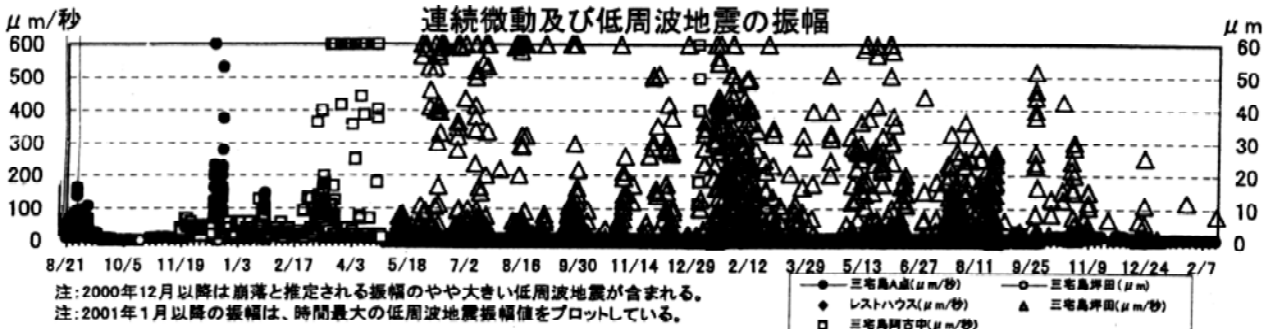 連続微動及び低周波地震の振幅
μm/秒
μm
600
500
400
300
200
100
0
60
50
40
30
20
10
0
8/21 10/5 11/19 1/3 2/17 4/3 5/18 7/2 8/16 9/30 11/14 12/29 2/12 3/29 5/13 6/27 8/11 9/25 11/9 12/24 2/7
注:2000年12月以降は崩落と推定される振幅のやや大きい低周波地震が含まれる。
注:2001年1月以降の振幅は、時間最大の低周波地震振幅値をプロットしている。
三宅島A点(μm/秒) 三宅島坪田(μm)
レストハウス(μm/秒) 三宅島坪田(μm/秒)
三宅島阿古中(μm/秒)